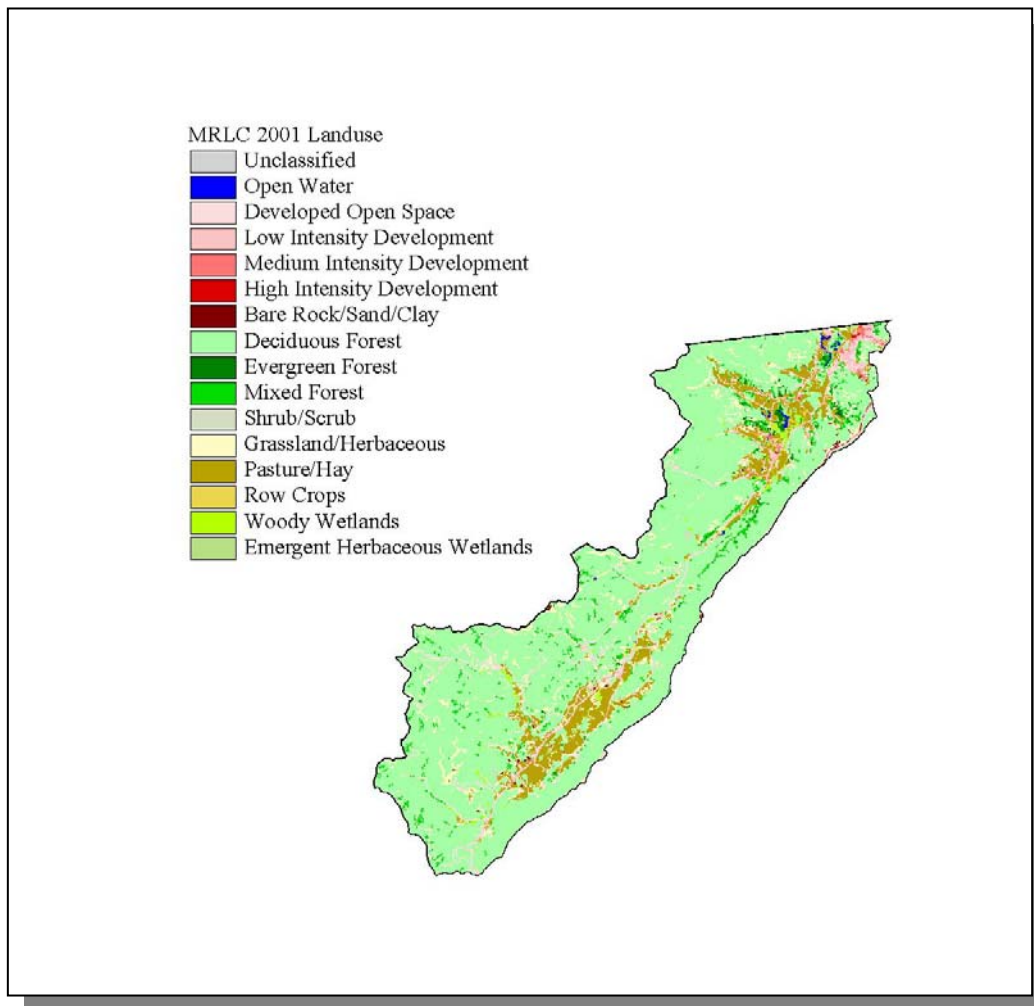 MRLC 2001 Landuse
Unclassified
Open Water
Developed Open Space
Low Intensity Development
Medium Intensity Development
High Intensity Development
Bare Rock/Sand/Clay
Deciduous Forest
Evergreen Forest
Mixed Forest
Shrub/Scrub
Grassland/Herbaceous
Pasture/Hay
Row Crops
Woody Wetlands
Emergent Herbaceous Wetlands